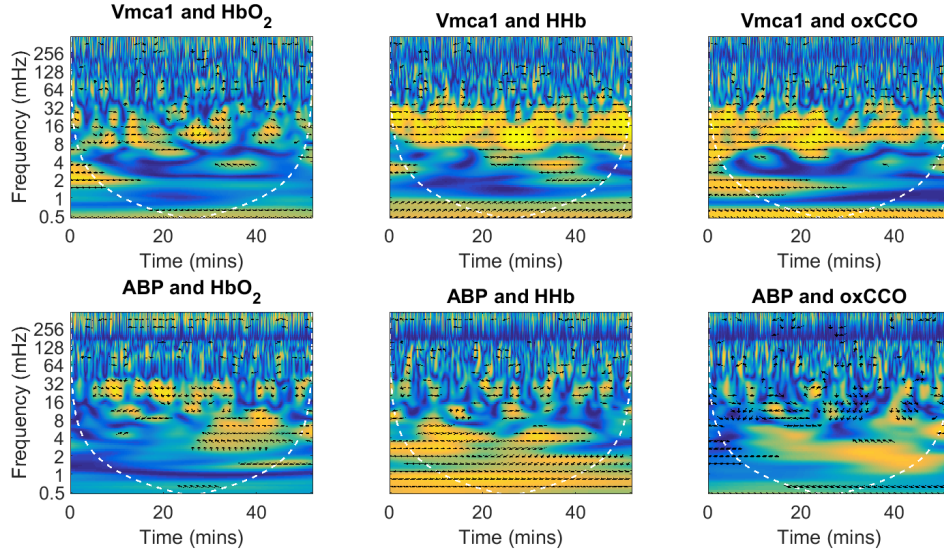 Vmca1 and HbO2
Vmca1 and HHb
Vmca1 and oxCCO
Frequency (mHz)
256
128
64
32
16
8
4
2
1
0.5
0 20 40
0 20 40
0 20 40
Time (mins)
Time (mins)
Time (mins)
ABP and HbO2
ABP and HHb
ABP and oxCCO
Frequency (mHz)
256
128
64
32
16
8
4
2
1
0.5
0 20 40
0 20 40
0 20 40
Time (mins)
Time (mins)
Time (mins)